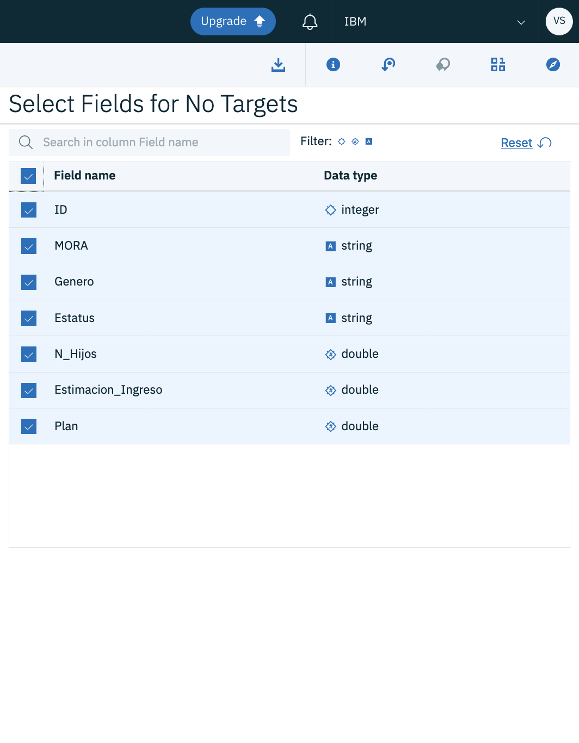 Upgrade IBM VS
Select Fields for No Targets
Search in column Field name Filter: Reset
Field name Data type
ID integer
MORA A string
Genero A string
Estatus A string
N_Hijos double
Estimacion_Ingreso double
Plan double